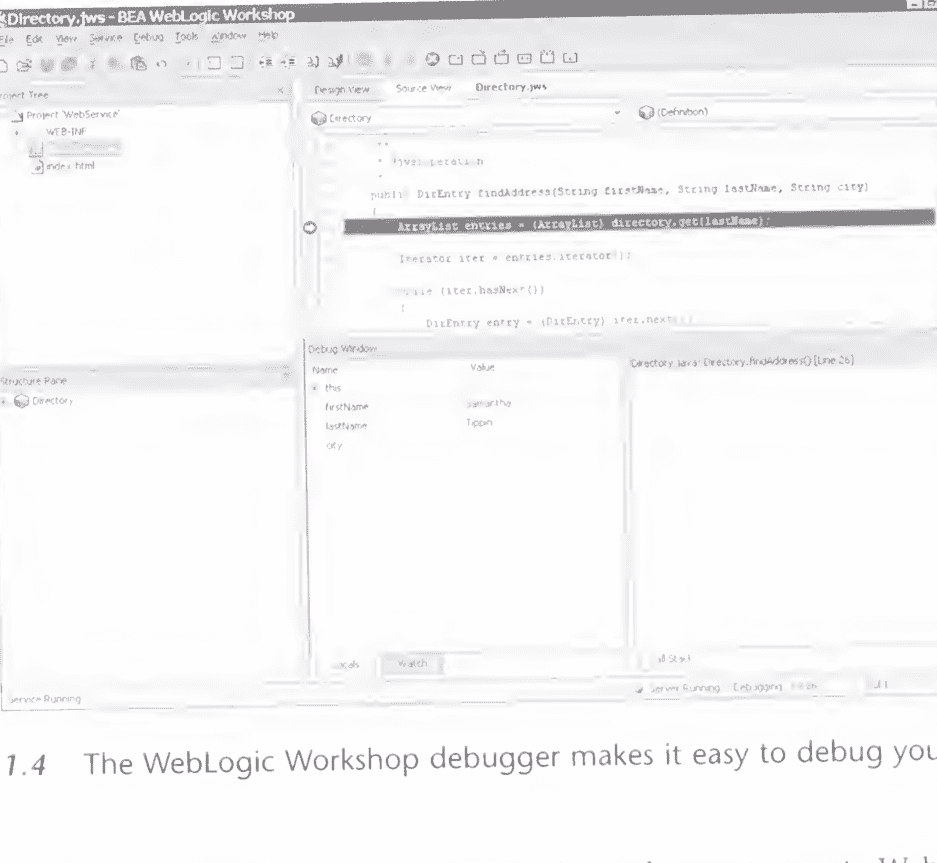 Directory.jws - BEA WebLogic Workshop
File Edit View Service Debug Tools Window Help
Project Tree
Design View Source View Directory.jws
Project 'WebService'
WEB-INF
index.html
Directory
(Definition)
public DirEntry findAddress(String firstName, String lastName, String city)
{
ArrayList entries = (ArrayList) directory.get(lastName);
Iterator iter = entries.iterator();
while (iter.hasNext())
{
DirEntry entry = (DirEntry) iter.next();
Debug Window
Name Value
this
firstName samantha
lastName Tippin
city
Directory.java: Directory.findAddress() [Line 26]
Structure Pane
Directory
Locals Watch
Call Stack
Service Running
Server Running Debugging
1.4 The WebLogic Workshop debugger makes it easy to debug you